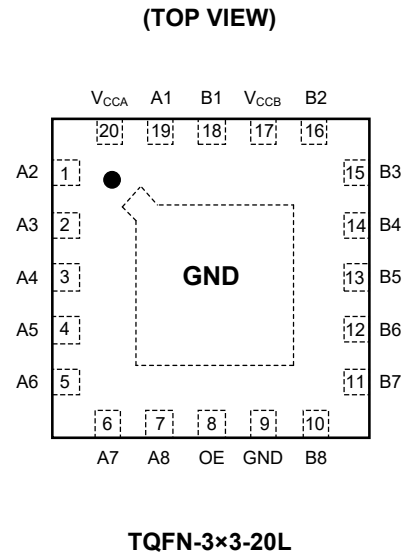 (TOP VIEW)
VCCA A1 B1 VCCB B2
20 19 18 17 16
A2 1 15 B3
A3 2 14 B4
A4 3 GND 13 B5
A5 4 12 B6
A6 5 11 B7
6 7 8 9 10
A7 A8 OE GND B8
TQFN-3×3-20L